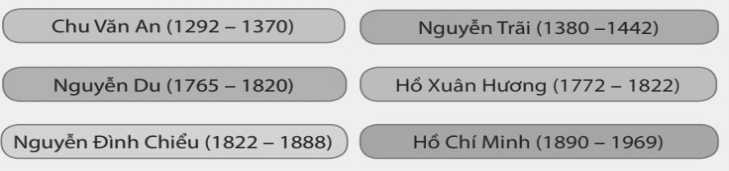 Chu Văn An (1292 – 1370)
Nguyễn Trãi (1380 –1442)
Nguyễn Du (1765 – 1820)
Hồ Xuân Hương (1772 – 1822)
Nguyễn Đình Chiểu (1822 – 1888)
Hồ Chí Minh (1890 – 1969)